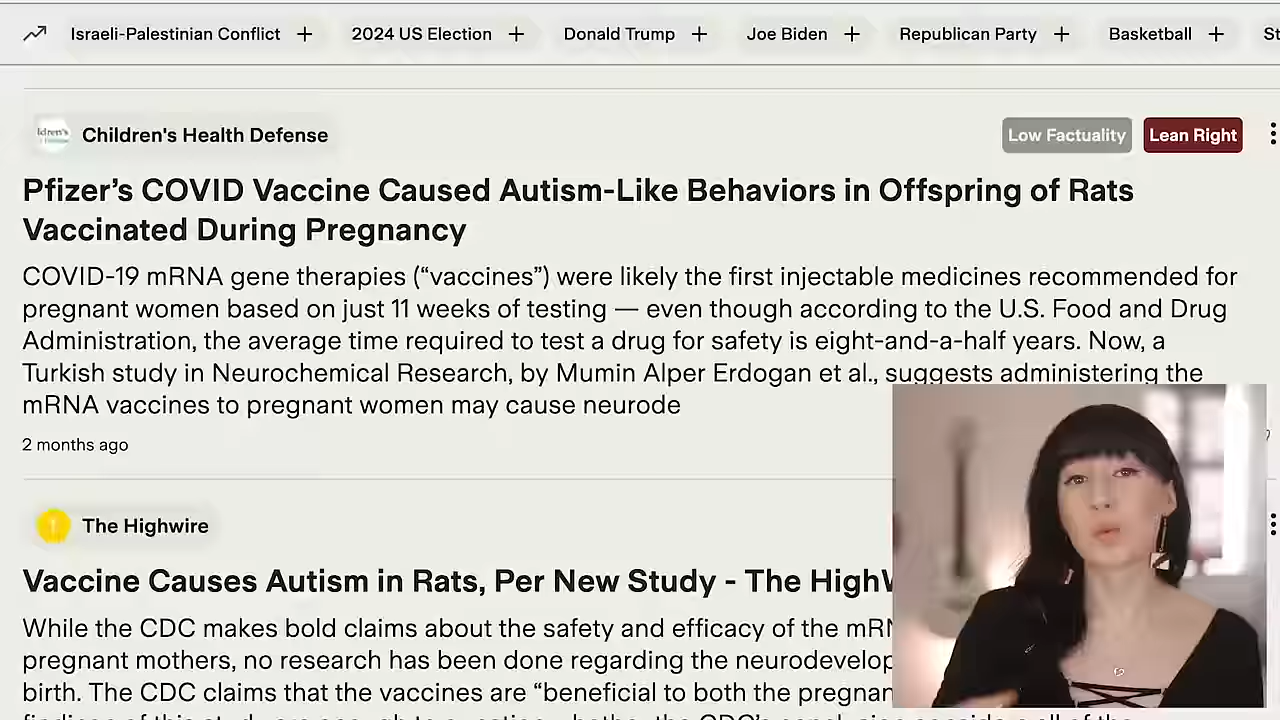 Israeli-Palestinian Conflict + 2024 US Election + Donald Trump + Joe Biden + Republican Party + Basketball + St
Children's Health Defense Low Factuality Lean Right
Pfizer’s COVID Vaccine Caused Autism-Like Behaviors in Offspring of Rats
Vaccinated During Pregnancy
COVID-19 mRNA gene therapies (“vaccines”) were likely the first injectable medicines recommended for
pregnant women based on just 11 weeks of testing — even though according to the U.S. Food and Drug
Administration, the average time required to test a drug for safety is eight-and-a-half years. Now, a
Turkish study in Neurochemical Research, by Mumin Alper Erdogan et al., suggests administering the
mRNA vaccines to pregnant women may cause neurode
2 months ago
The Highwire
Vaccine Causes Autism in Rats, Per New Study - The High
While the CDC makes bold claims about the safety and efficacy of the mR
pregnant mothers, no research has been done regarding the neurodevelop
birth. The CDC claims that the vaccines are “beneficial to both the pregnan